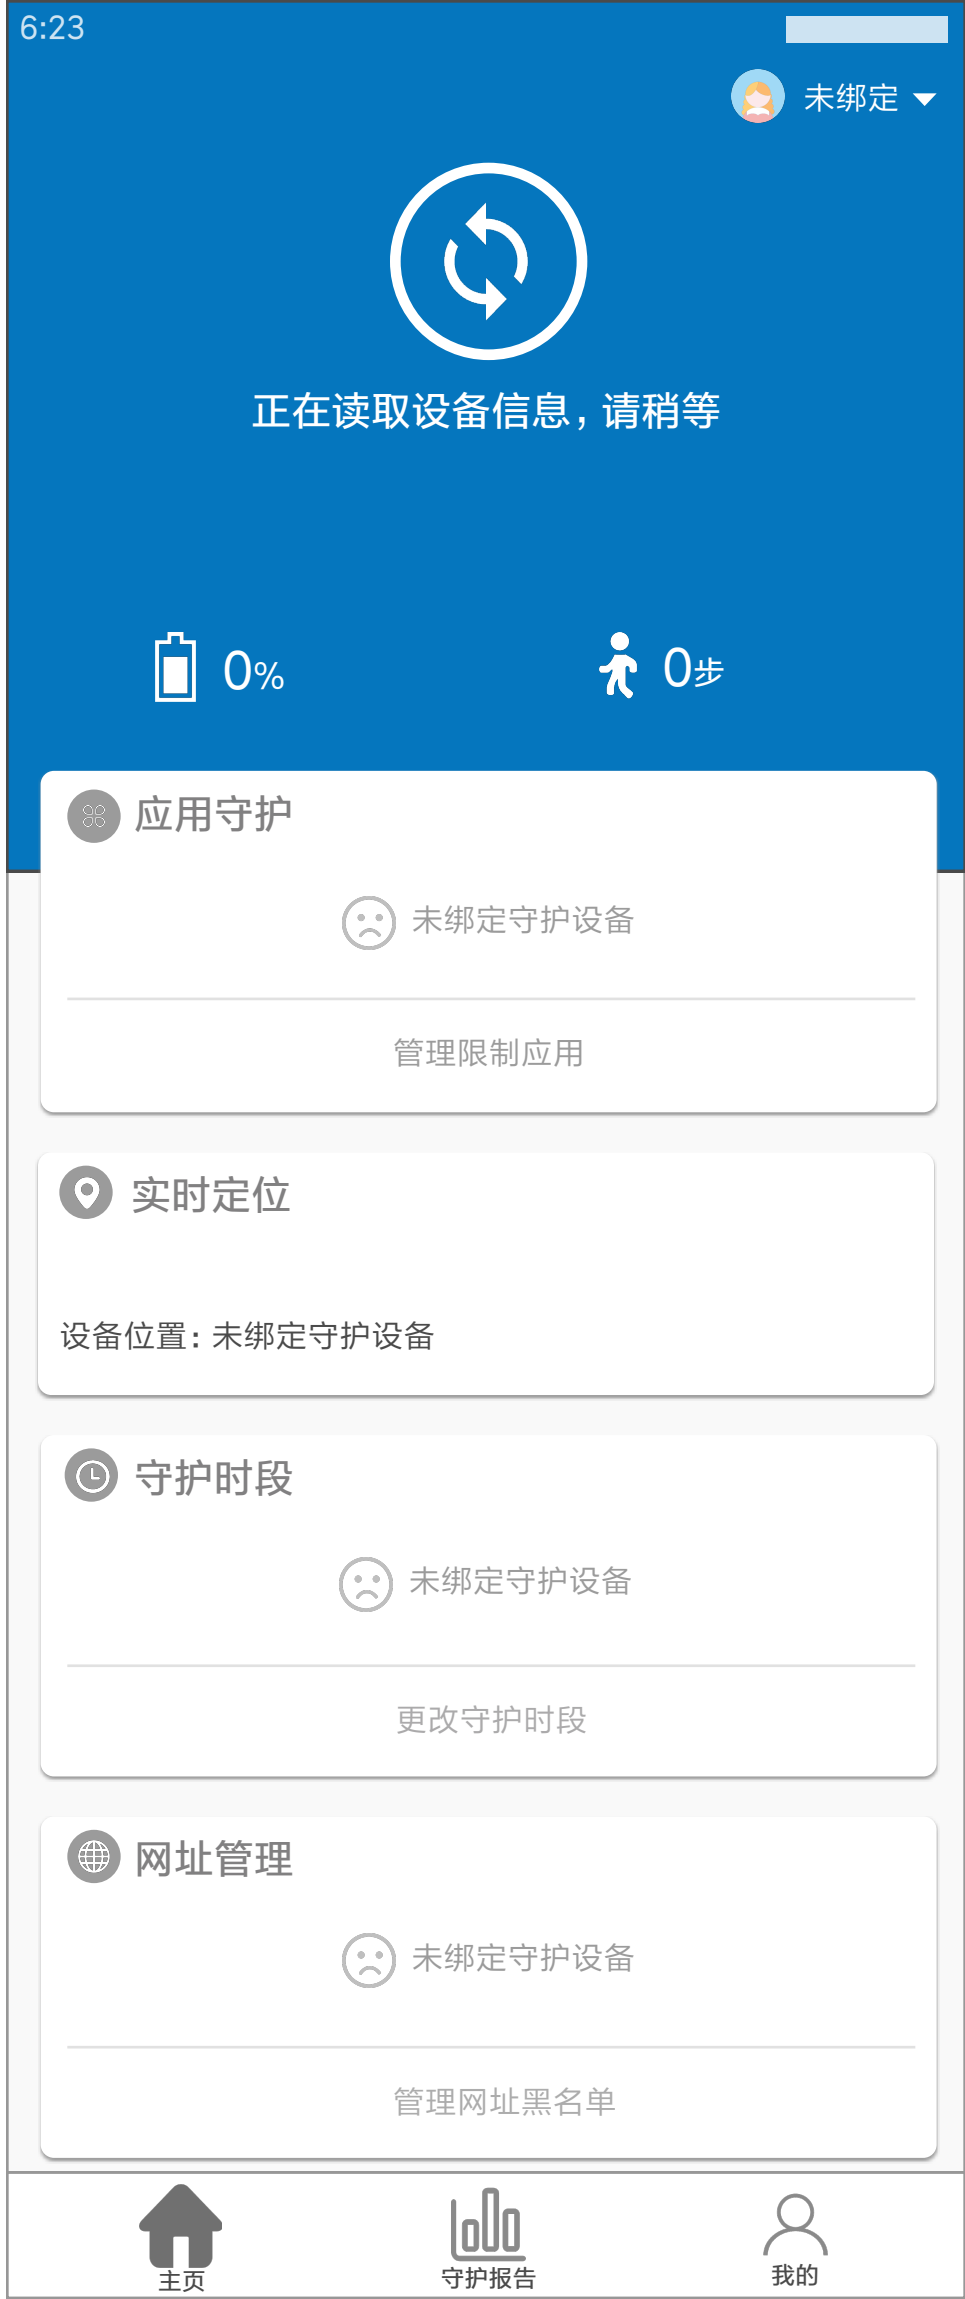 6:23
未绑定
正在读取设备信息，请稍等
0%
0步
应用守护
未绑定守护设备
管理限制应用
实时定位
设备位置：未绑定守护设备
守护时段
未绑定守护设备
更改守护时段
网址管理
未绑定守护设备
管理网址黑名单
主页
守护报告
我的